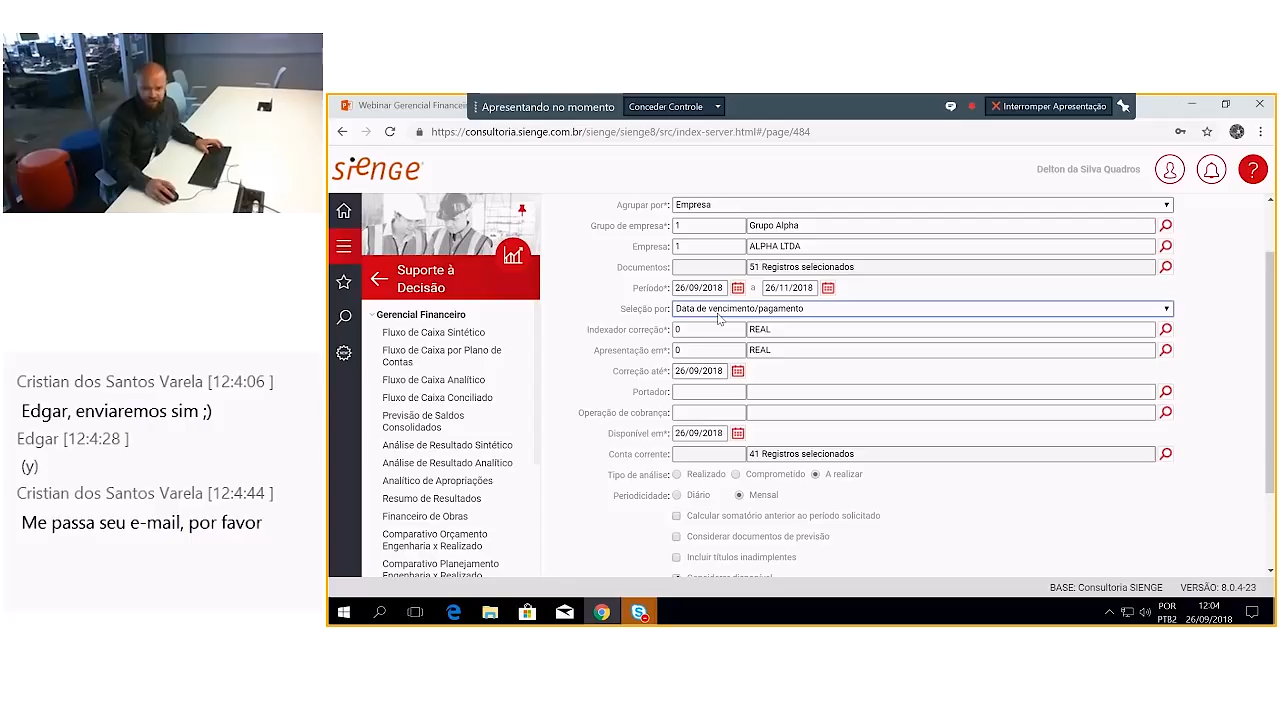 Webinar Gerencial Financei
Apresentando no momento
Conceder Controle
Interromper Apresentação
https://consultoria.sienge.com.br/sienge/sienge8/src/index-server.html#/page/484
sienge
Delton da Silva Quadros
?
Suporte à
Decisão
Gerencial Financeiro
Fluxo de Caixa Sintético
Fluxo de Caixa por Plano de
Contas
Fluxo de Caixa Analítico
Fluxo de Caixa Conciliado
Previsão de Saldos
Consolidados
Análise de Resultado Sintético
Análise de Resultado Analítico
Analítico de Apropriações
Resumo de Resultados
Financeiro de Obras
Comparativo Orçamento
Engenharia x Realizado
Comparativo Planejamento
Engenharia x Realizado
Agrupar por*: Empresa
Grupo de empresa*: 1 Grupo Alpha
Empresa: 1 ALPHA LTDA
Documentos: 51 Registros selecionados
Período*: 26/09/2018 a 26/11/2018
Seleção por: Data de vencimento/pagamento
Indexador correção*: 0 REAL
Apresentação em*: 0 REAL
Correção até*: 26/09/2018
Portador:
Operação de cobrança:
Disponível em*: 26/09/2018
Conta corrente: 41 Registros selecionados
Tipo de análise: Realizado Comprometido A realizar
Periodicidade: Diário Mensal
Calcular somatório anterior ao período solicitado
Considerar documentos de previsão
Incluir títulos inadimplentes
Considerar disponível
BASE: Consultoria SIENGE VERSÃO: 8.0.4-23
POR
PTB2
12:04
26/09/2018
Cristian dos Santos Varela [12:4:06 ]
Edgar, enviaremos sim ;)
Edgar [12:4:28 ]
(y)
Cristian dos Santos Varela [12:4:44 ]
Me passa seu e-mail, por favor